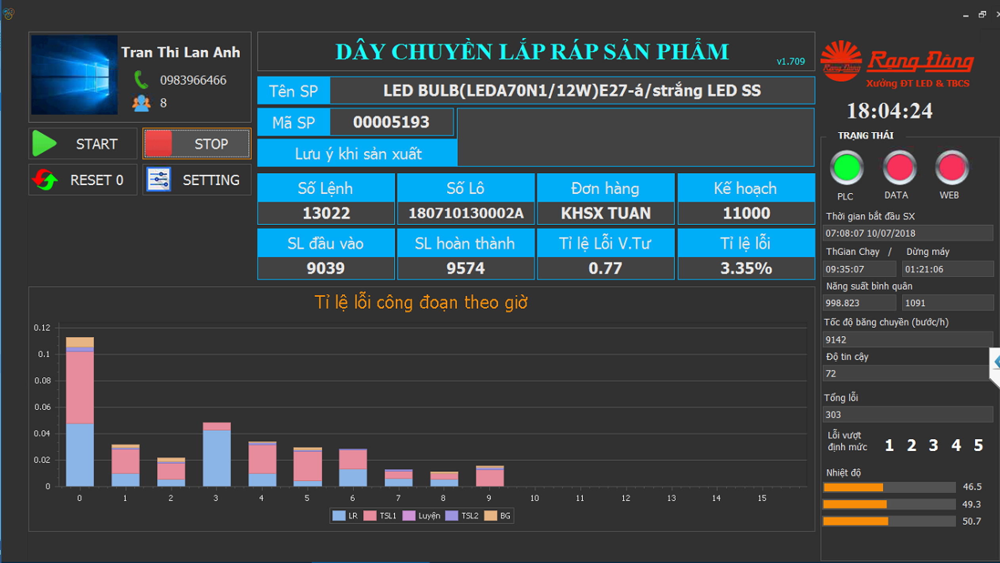 Tran Thi Lan Anh
0983966466
8
START
STOP
RESET 0
SETTING
DÂY CHUYỀN LẮP RÁP SẢN PHẨM
v1.709
Tên SP
LED BULB(LEDA70N1/12W)E27-á/strắng LED SS
Mã SP
00005193
Lưu ý khi sản xuất
Số Lệnh
Số Lô
Đơn hàng
Kế hoạch
13022
180710130002A
KHSX TUAN
11000
SL đầu vào
SL hoàn thành
Tỉ lệ Lỗi V.Tư
Tỉ lệ lỗi
9039
9574
0.77
3.35%
Tỉ lệ lỗi công đoạn theo giờ
0.12
0.1
0.08
0.06
0.04
0.02
0
0 1 2 3 4 5 6 7 8 9 10 11 12 13 14 15
LR TSL1 Luyện TSL2 BG
Rạng Đông
Rạng Đông
Xưởng ĐT LED & TBCS
18:04:24
TRẠNG THÁI
PLC DATA WEB
Thời gian bắt đầu SX
07:08:07 10/07/2018
ThGian Chạy / Dừng máy
09:35:07 01:21:06
Năng suất bình quân
998.823 1091
Tốc độ băng chuyền (bước/h)
9142
Độ tin cậy
72
Tổng lỗi
303
Lỗi vượt
định mức
1 2 3 4 5
Nhiệt độ
46.5
49.3
50.7